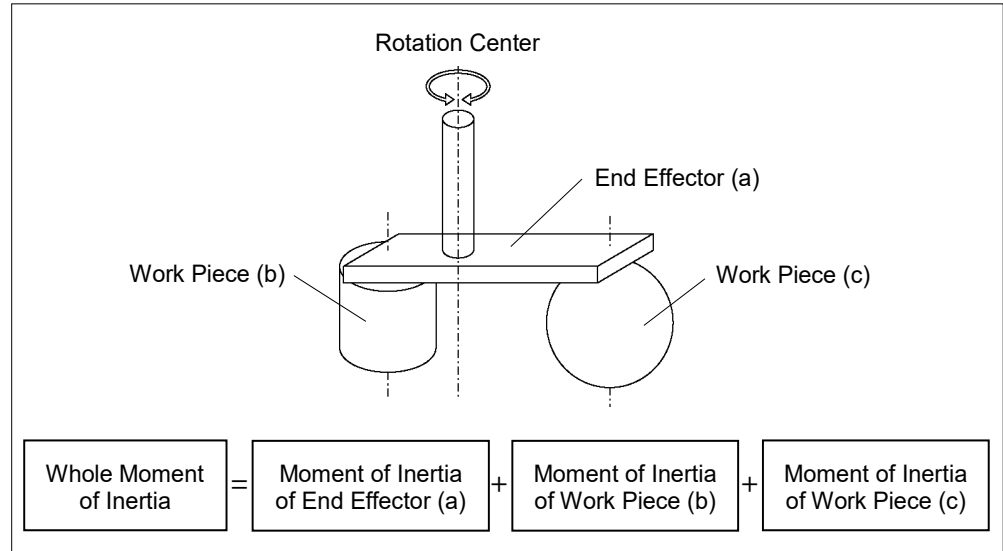 Rotation Center
End Effector (a)
Work Piece (b)
Work Piece (c)
Whole Moment
of Inertia
=
Moment of Inertia
of End Effector (a)
+
Moment of Inertia
of Work Piece (b)
+
Moment of Inertia
of Work Piece (c)